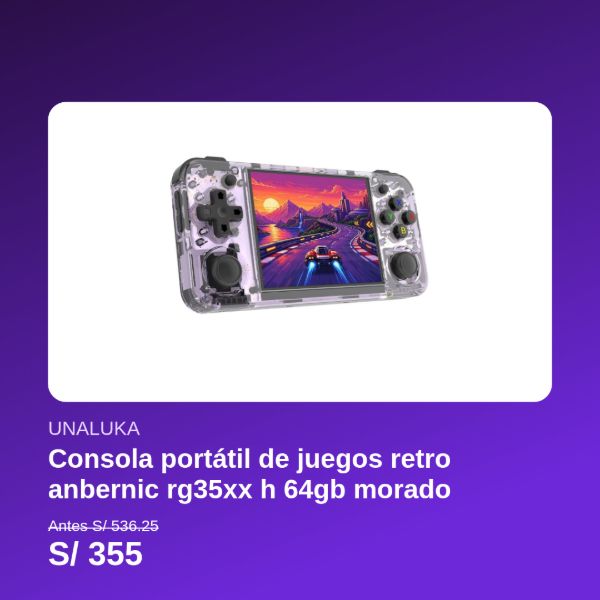 UNALUKA
Consola portátil de juegos retro
anbernic rg35xx h 64gb morado
Antes S/ 536.25
S/ 355